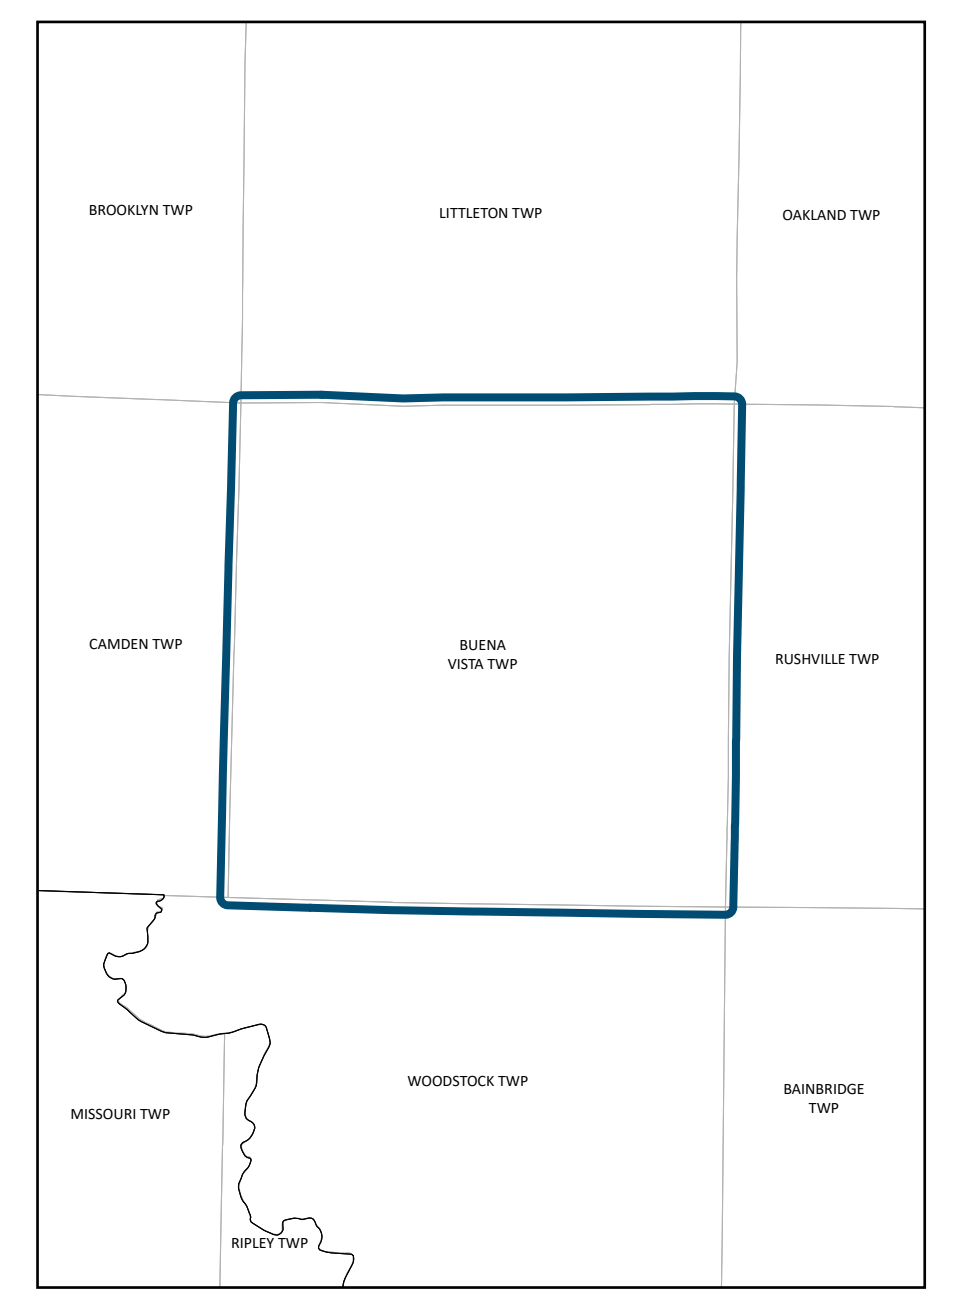 BROOKLYN TWP
LITTLETON TWP
OAKLAND TWP
CAMDEN TWP
BUENA
VISTA TWP
RUSHVILLE TWP
WOODSTOCK TWP
BAINBRIDGE
TWP
MISSOURI TWP
RIPLEY TWP